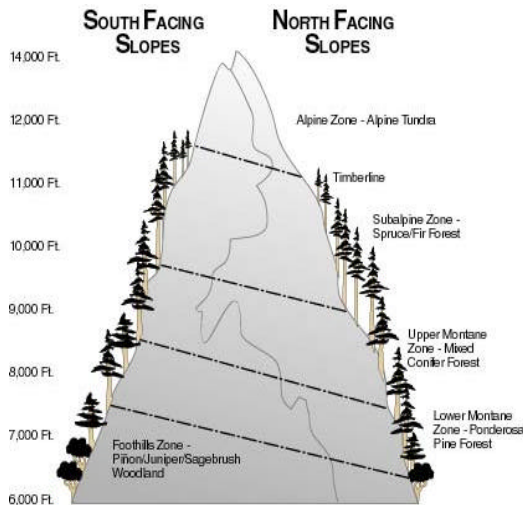 SOUTH FACING
SLOPES
NORTH FACING
SLOPES
14,000 Ft.
12,000 Ft.
Alpine Zone - Alpine Tundra
11,000 Ft.
Timberline
Subalpine Zone -
Spruce/Fir Forest
10,000 Ft.
9,000 Ft.
Upper Montane
Zone - Mixed
Conifer Forest
8,000 Ft.
Lower Montane
Zone - Ponderosa
Pine Forest
7,000 Ft.
Foothills Zone -
Piñon/Juniper/Sagebrush
Woodland
6,000 Ft.